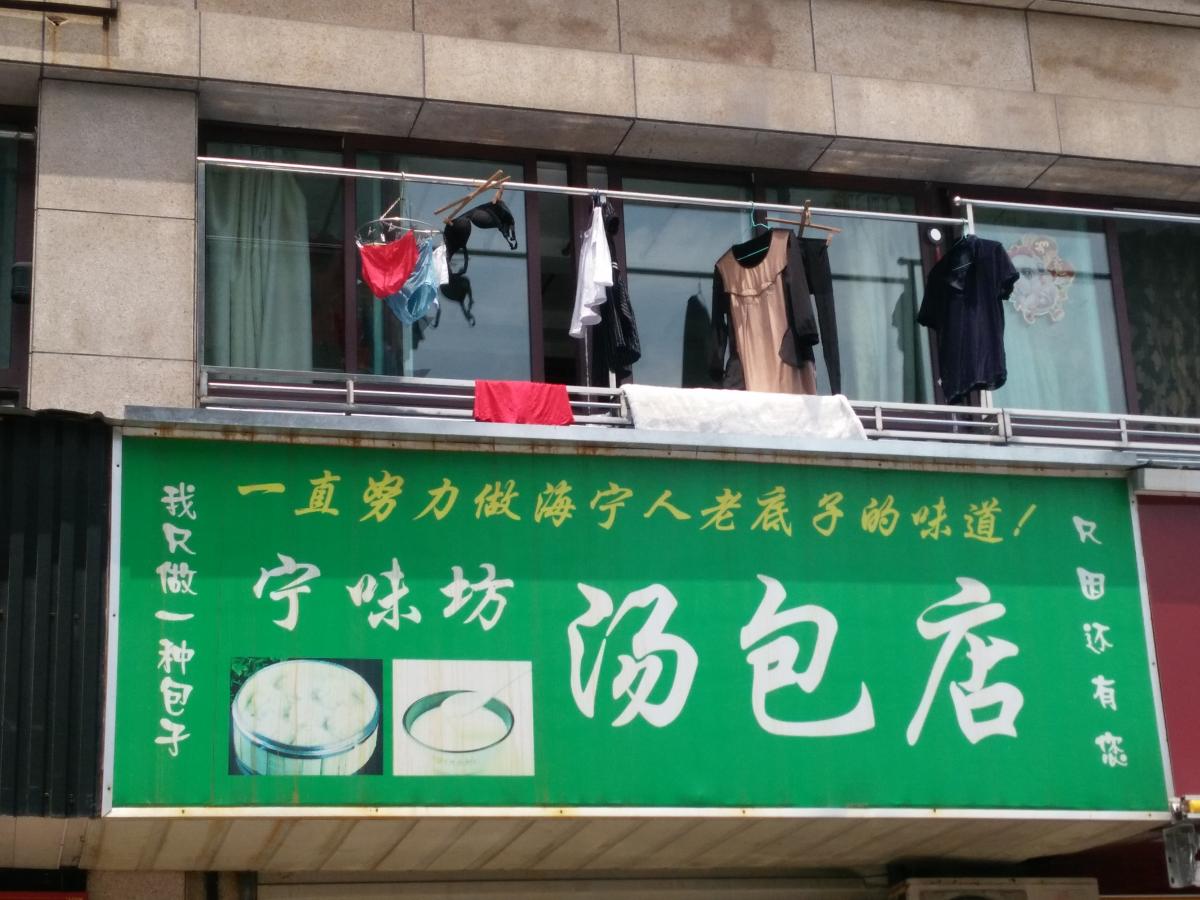 一直努力做海宁人老底子的味道!
我只做一种包子
宁味坊
汤包店
只因还有您